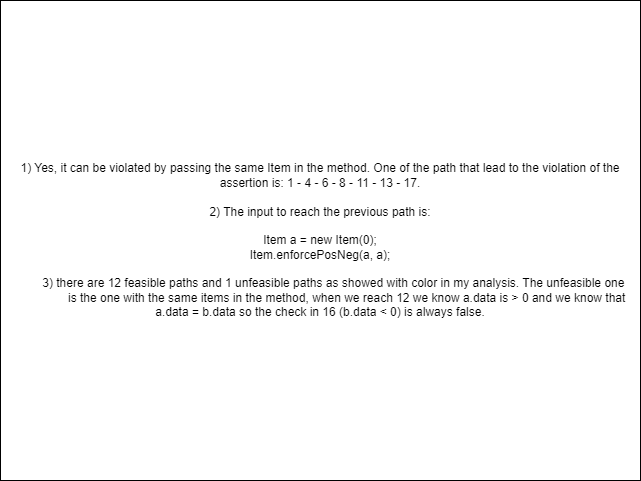 1) Yes, it can be violated by passing the same Item in the method. One of the path that lead to the violation of the
assertion is: 1 - 4 - 6 - 8 - 11 - 13 - 17.
2) The input to reach the previous path is:
Item a = new Item(0);
Item.enforcePosNeg(a, a);
3) there are 12 feasible paths and 1 unfeasible paths as showed with color in my analysis. The unfeasible one
is the one with the same items in the method, when we reach 12 we know a.data is > 0 and we know that
a.data = b.data so the check in 16 (b.data < 0) is always false.